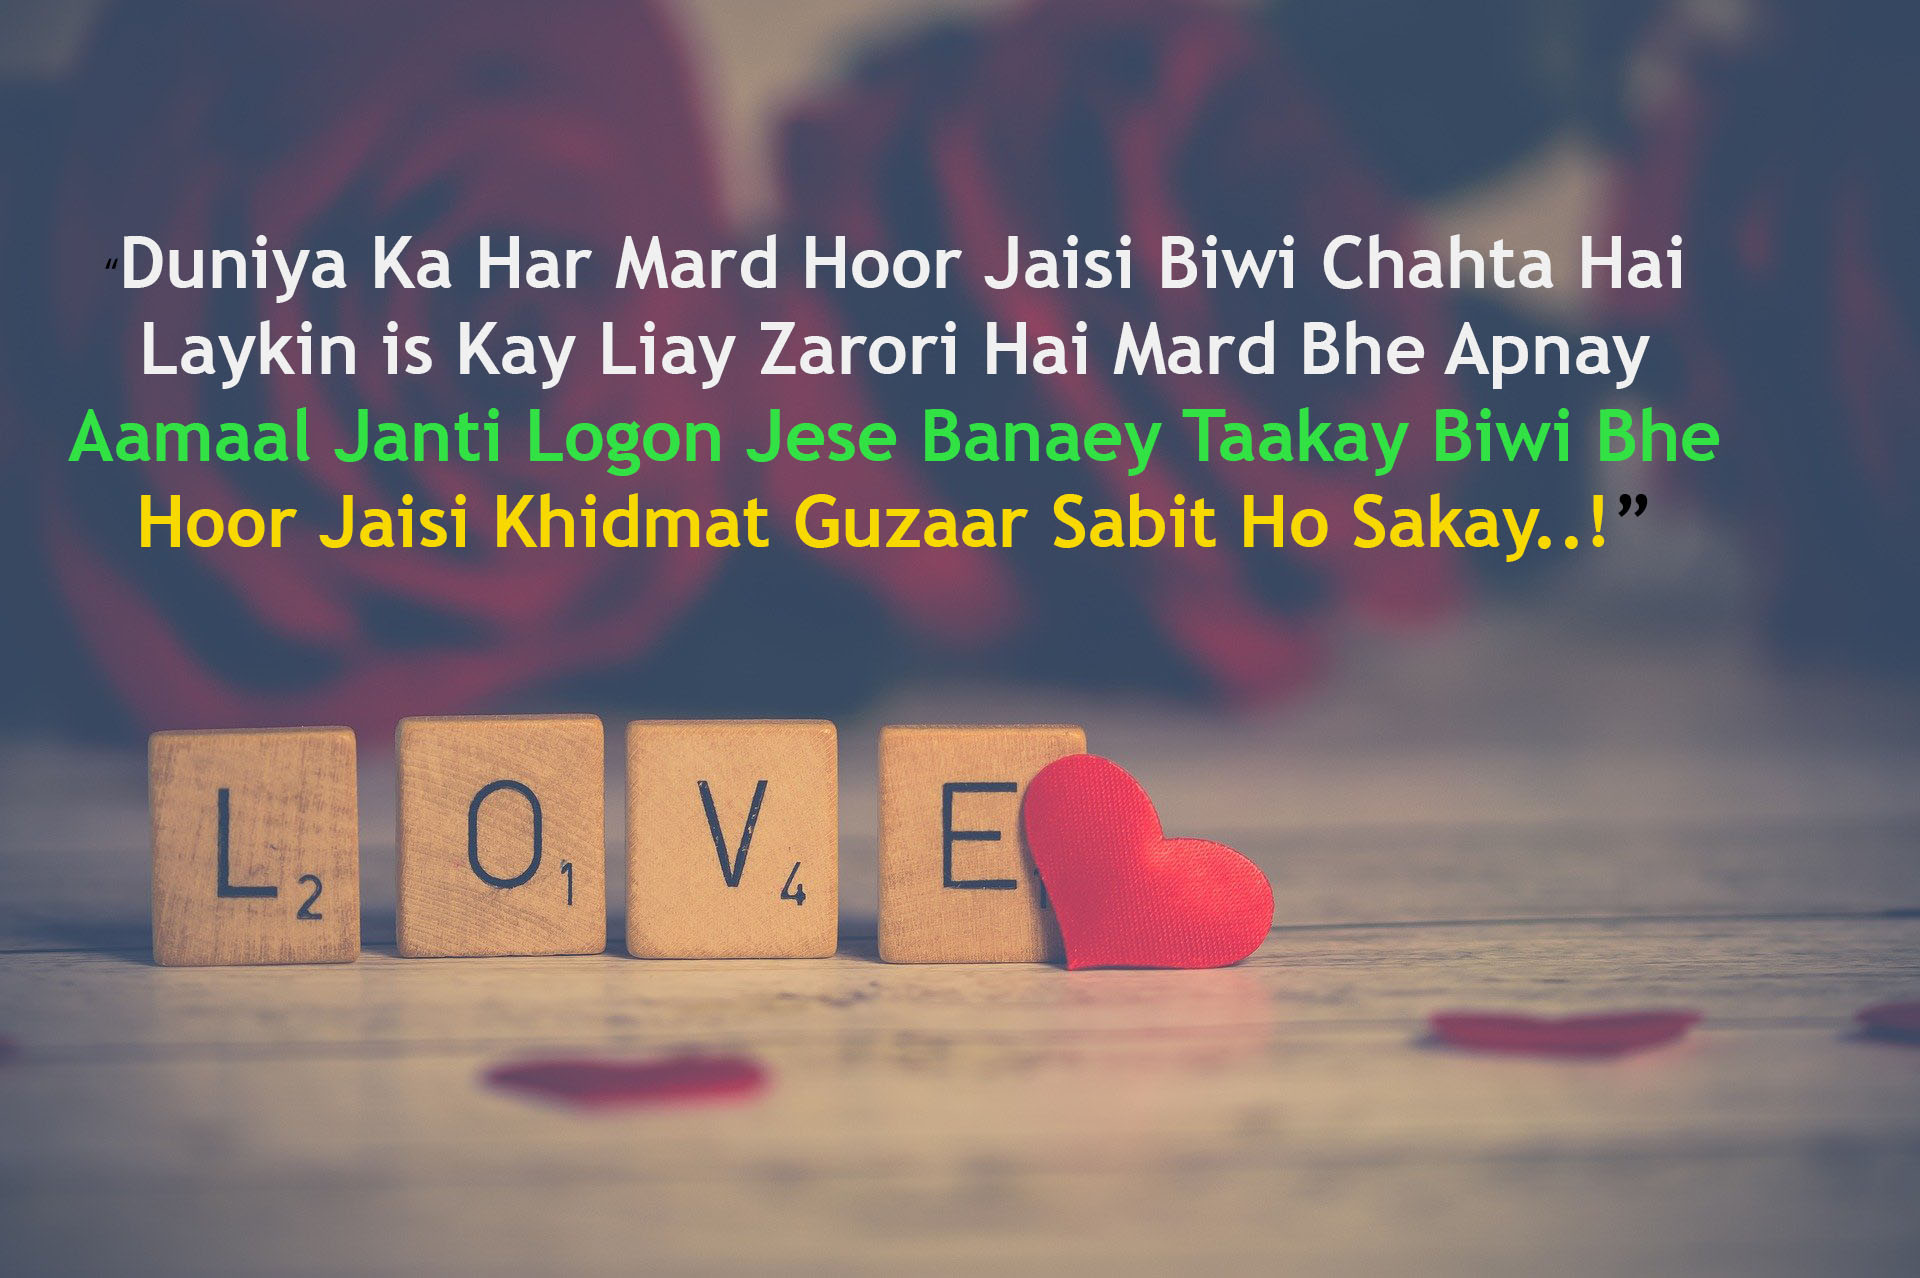 “Duniya Ka Har Mard Hoor Jaisi Biwi Chahta Hai
Laykin is Kay Liay Zarori Hai Mard Bhe Apnay
Aamaal Janti Logon Jese Banaey Taakay Biwi Bhe
Hoor Jaisi Khidmat Guzaar Sabit Ho Sakay..!”
L2 O1 V4 E1